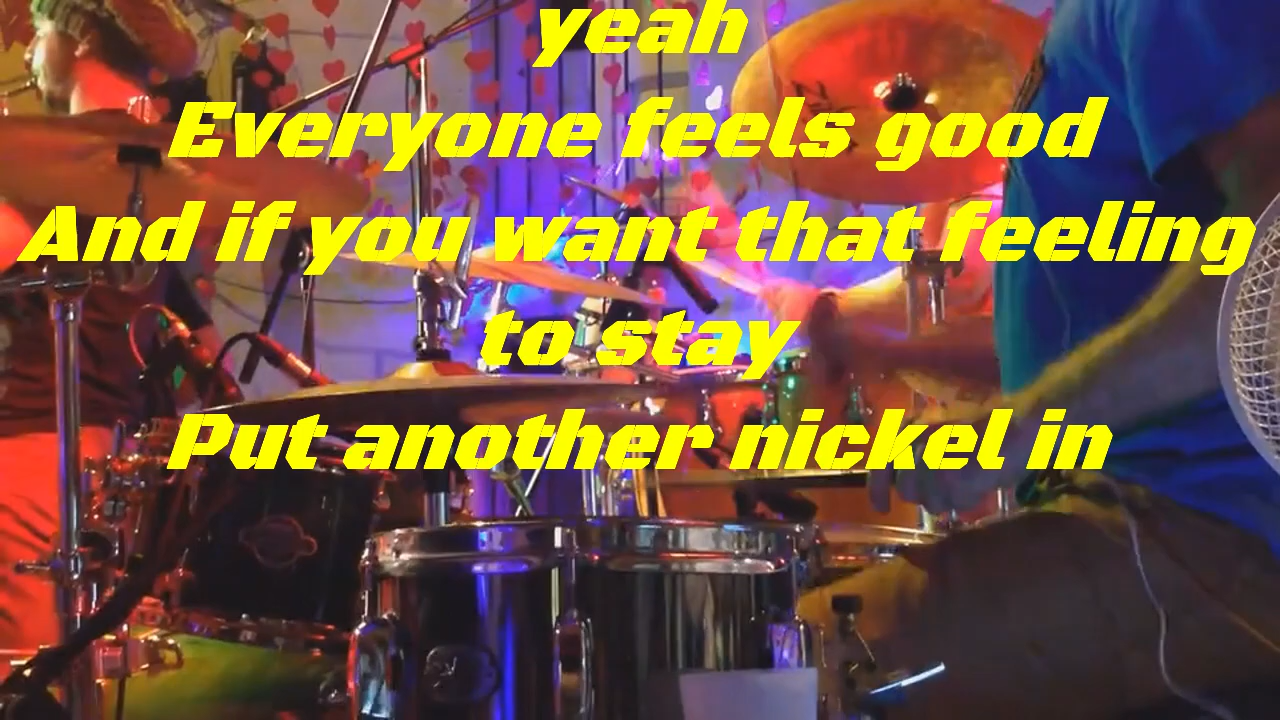 yeah
Everyone feels good
And if you want that feeling
to stay
Put another nickel in